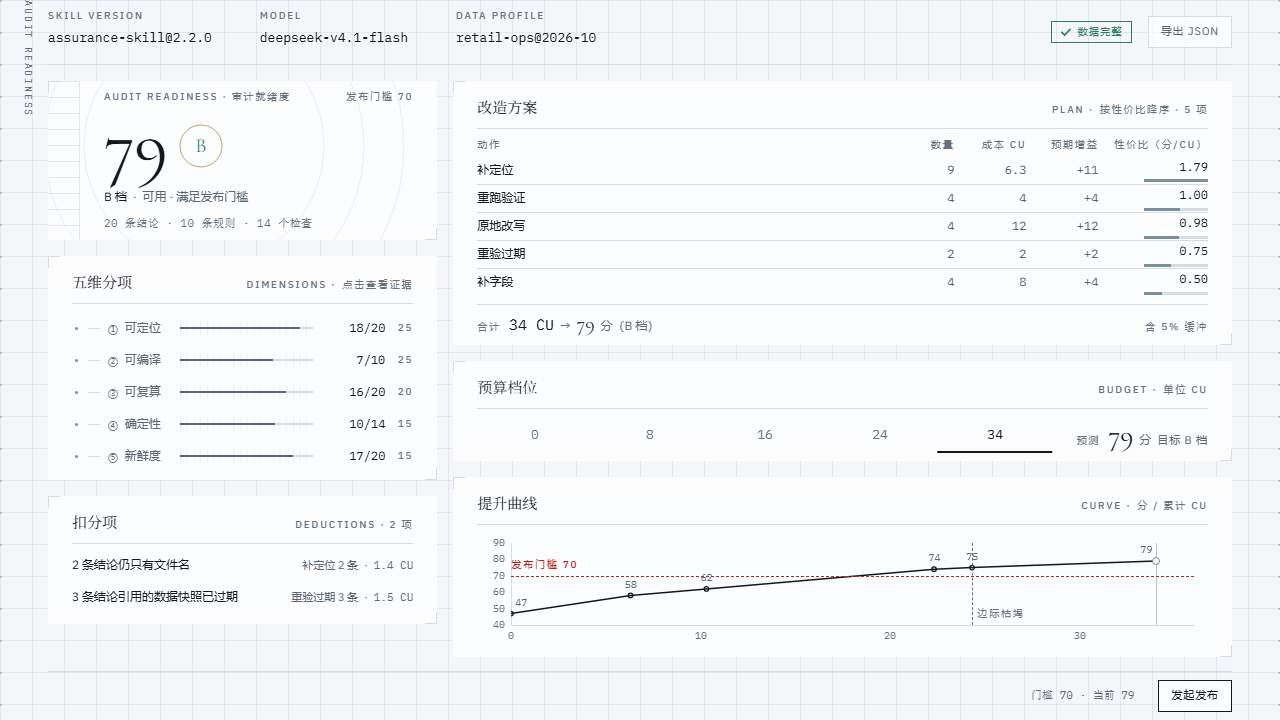 AUDIT READINESS
SKILL VERSION
assurance-skill@2.2.0
MODEL
deepseek-v4.1-flash
DATA PROFILE
retail-ops@2026-10
数据完整
导出 JSON
AUDIT READINESS · 审计就绪度
发布门槛 70
79
B
B 档 · 可用 · 满足发布门槛
20 条结论 · 10 条规则 · 14 个检查
五维分项
DIMENSIONS · 点击查看证据
① 可定位 18/20 25
② 可编译 7/10 25
③ 可复算 16/20 20
④ 确定性 10/14 15
⑤ 新鲜度 17/20 15
扣分项
DEDUCTIONS · 2 项
2 条结论仍只有文件名 补定位 2 条 · 1.4 CU
3 条结论引用的数据快照已过期 重验过期 3 条 · 1.5 CU
改造方案
PLAN · 按性价比降序 · 5 项
动作 数量 成本 CU 预期增益 性价比（分/CU）
补定位 9 6.3 +11 1.79
重跑验证 4 4 +4 1.00
原地改写 4 12 +12 0.98
重验过期 2 2 +2 0.75
补字段 4 8 +4 0.50
合计 34 CU → 79 分（B 档）
含 5% 缓冲
预算档位
BUDGET · 单位 CU
0 8 16 24 34
预测 79 分 目标 B 档
提升曲线
CURVE · 分 / 累计 CU
90
80
70
60
50
40
发布门槛 70
47
58
62
74
75
79
边际枯竭
0 10 20 30
门槛 70 · 当前 79
发起发布